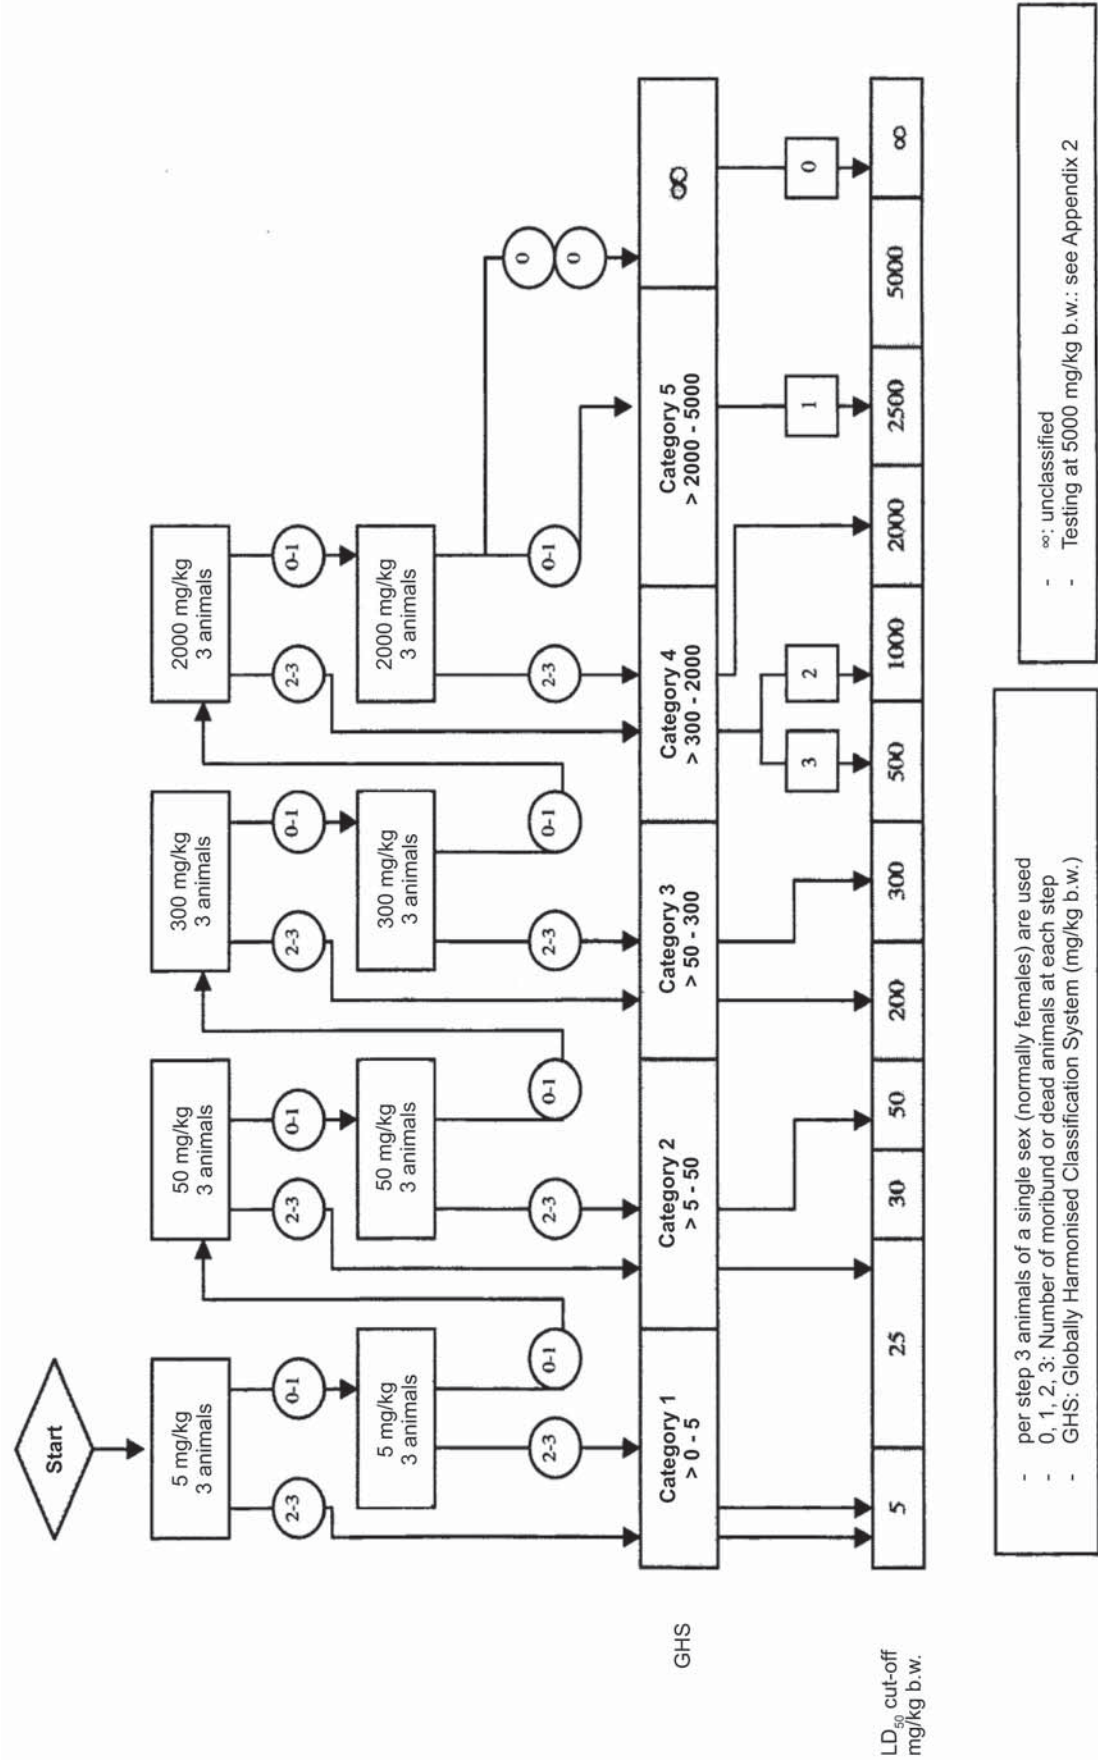 Start
5 mg/kg
3 animals
50 mg/kg
3 animals
300 mg/kg
3 animals
2000 mg/kg
3 animals
2-3
0-1
2-3
0-1
2-3
0-1
2-3
0-1
5 mg/kg
3 animals
50 mg/kg
3 animals
300 mg/kg
3 animals
2000 mg/kg
3 animals
2-3
0-1
2-3
0-1
2-3
0-1
2-3
0-1
0
0
GHS
Category 1
> 0 - 5
Category 2
> 5 - 50
Category 3
> 50 - 300
Category 4
> 300 - 2000
Category 5
> 2000 - 5000
∞
3
2
1
0
LD50 cut-off
mg/kg b.w.
5
25
30
50
200
300
500
1000
2000
2500
5000
∞
- per step 3 animals of a single sex (normally females) are used
- 0, 1, 2, 3: Number of moribund or dead animals at each step
- GHS: Globally Harmonised Classification System (mg/kg b.w.)
- ∞: unclassified
- Testing at 5000 mg/kg b.w.: see Appendix 2